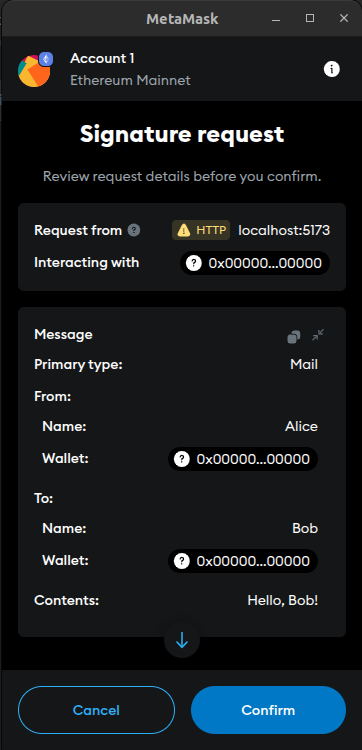 MetaMask
Account 1
Ethereum Mainnet
Signature request
Review request details before you confirm.
Request from HTTP localhost:5173
Interacting with 0x00000...00000
Message
Primary type: Mail
From:
Name: Alice
Wallet: 0x00000...00000
To:
Name: Bob
Wallet: 0x00000...00000
Contents: Hello, Bob!
Cancel Confirm